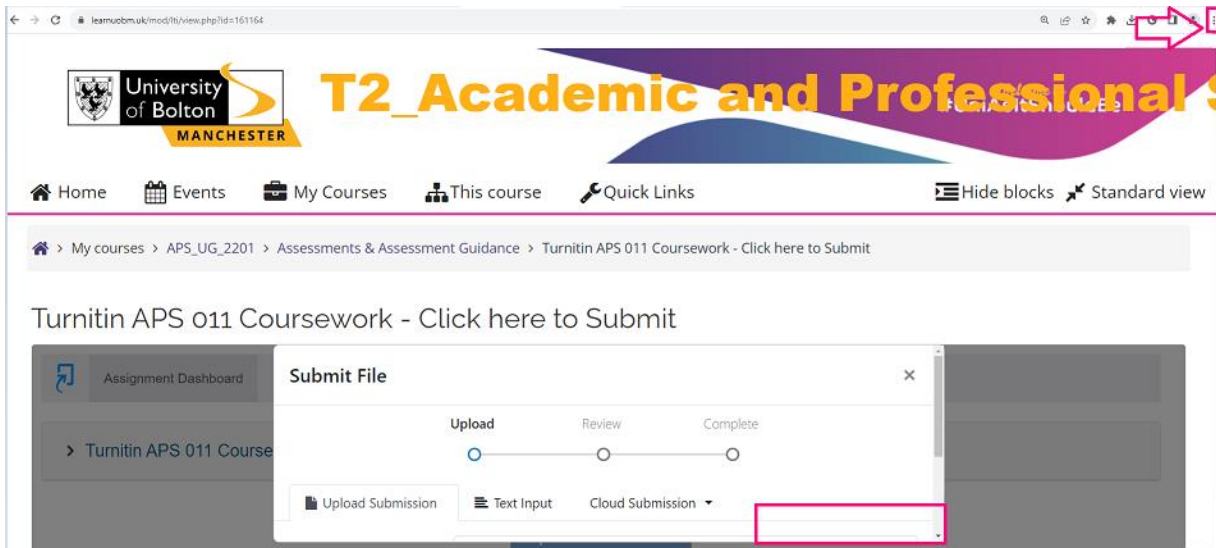 learnuobm.uk/mod/lti/view.php?id=161164
University
of Bolton
MANCHESTER
T2_Academic and Professional S
Home Events My Courses This course Quick Links Hide blocks Standard view
> My courses > APS_UG_2201 > Assessments & Assessment Guidance > Turnitin APS 011 Coursework - Click here to Submit
Turnitin APS 011 Coursework - Click here to Submit
Assignment Dashboard
Submit File ×
Upload Review Complete
> Turnitin APS 011 Course
Upload Submission Text Input Cloud Submission